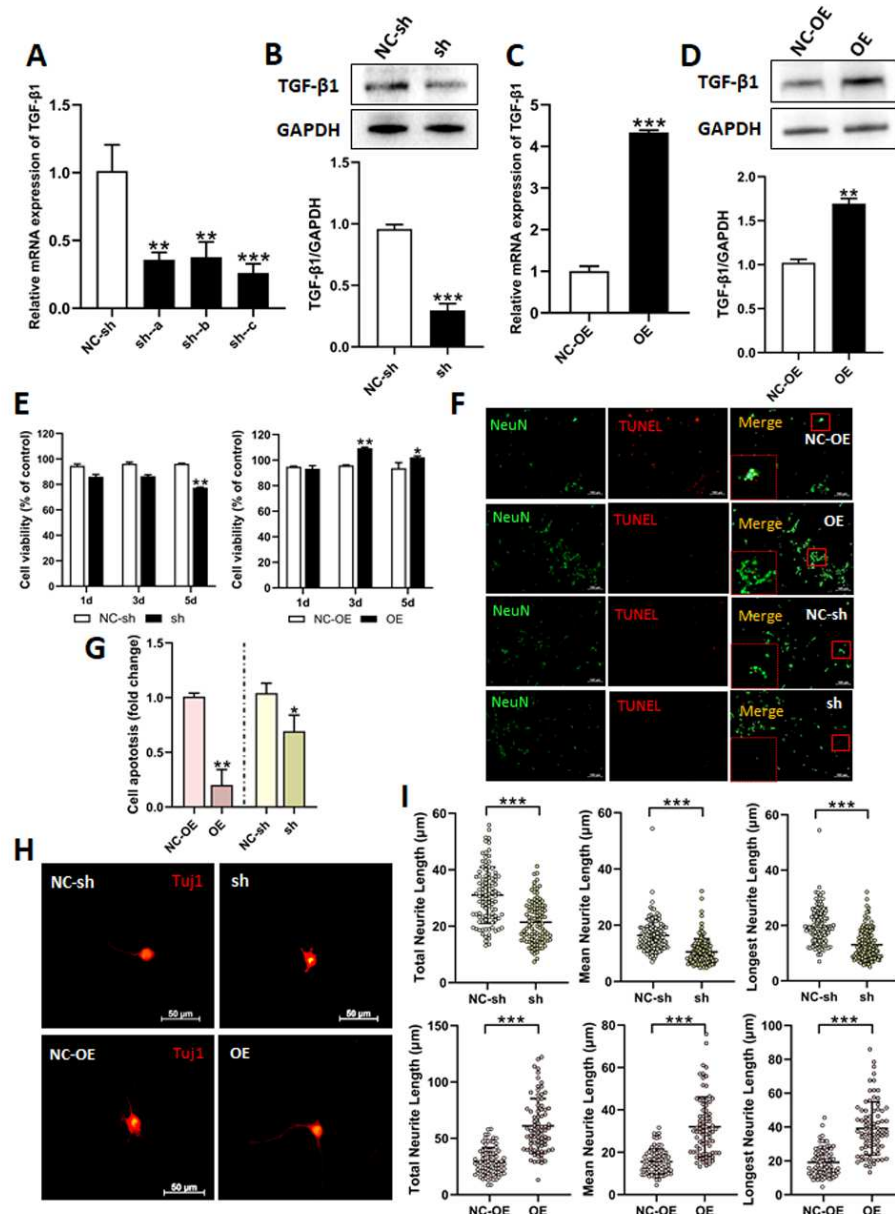 A
Relative mRNA expression of TGF-β1
1.5
1.0
0.5
0.0
**
**
***
NC-sh
sh--a
sh--b
sh--c
B
NC-sh
sh
TGF-β1
GAPDH
TGF-β1/GAPDH
1.5
1.0
0.5
0.0
***
NC-sh
sh
C
Relative mRNA expression of TGF-β1
6
4
2
1
0
***
NC-OE
OE
D
NC-OE
OE
TGF-β1
GAPDH
TGF-β1/GAPDH
2.0
1.5
1.0
0.5
0.0
**
NC-OE
OE
E
Cell viability (% of control)
120
100
80
60
40
20
0
**
1d
3d
5d
NC-sh
sh
Cell viability (% of control)
120
100
80
60
40
20
0
**
*
1d
3d
5d
NC-OE
OE
F
NeuN
TUNEL
Merge
NC-OE
NeuN
TUNEL
Merge
OE
NeuN
TUNEL
Merge
NC-sh
NeuN
TUNEL
Merge
sh
G
Cell apototsis (fold change)
1.5
1.0
0.5
0.0
**
*
NC-OE
OE
NC-sh
sh
H
NC-sh
Tuj1
50 µm
sh
50 µm
NC-OE
Tuj1
50 µm
OE
50 µm
I
Total Neurite Length (µm)
60
40
20
0
***
NC-sh
sh
Mean Neurite Length (µm)
60
40
20
0
***
NC-sh
sh
Longest Neurite Length (µm)
60
40
20
0
***
NC-sh
sh
Total Neurite Length (µm)
150
100
50
0
***
NC-OE
OE
Mean Neurite Length (µm)
80
60
40
20
0
***
NC-OE
OE
Longest Neurite Length (µm)
100
80
60
40
20
0
***
NC-OE
OE